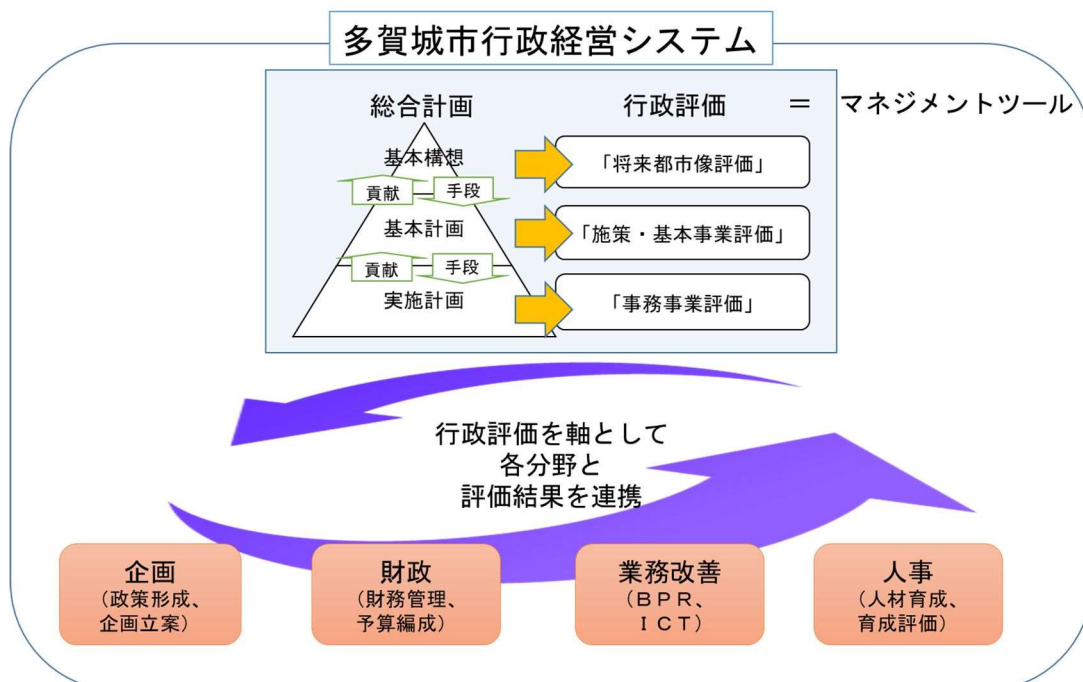 多賀城市行政経営システム
総合計画
行政評価 = マネジメントツール
基本構想
「将来都市像評価」
貢献
手段
基本計画
「施策・基本事業評価」
貢献
手段
実施計画
「事務事業評価」
行政評価を軸として
各分野と
評価結果を連携
企画
(政策形成、
企画立案)
財政
(財務管理、
予算編成)
業務改善
(BPR、
ICT)
人事
(人材育成、
育成評価)